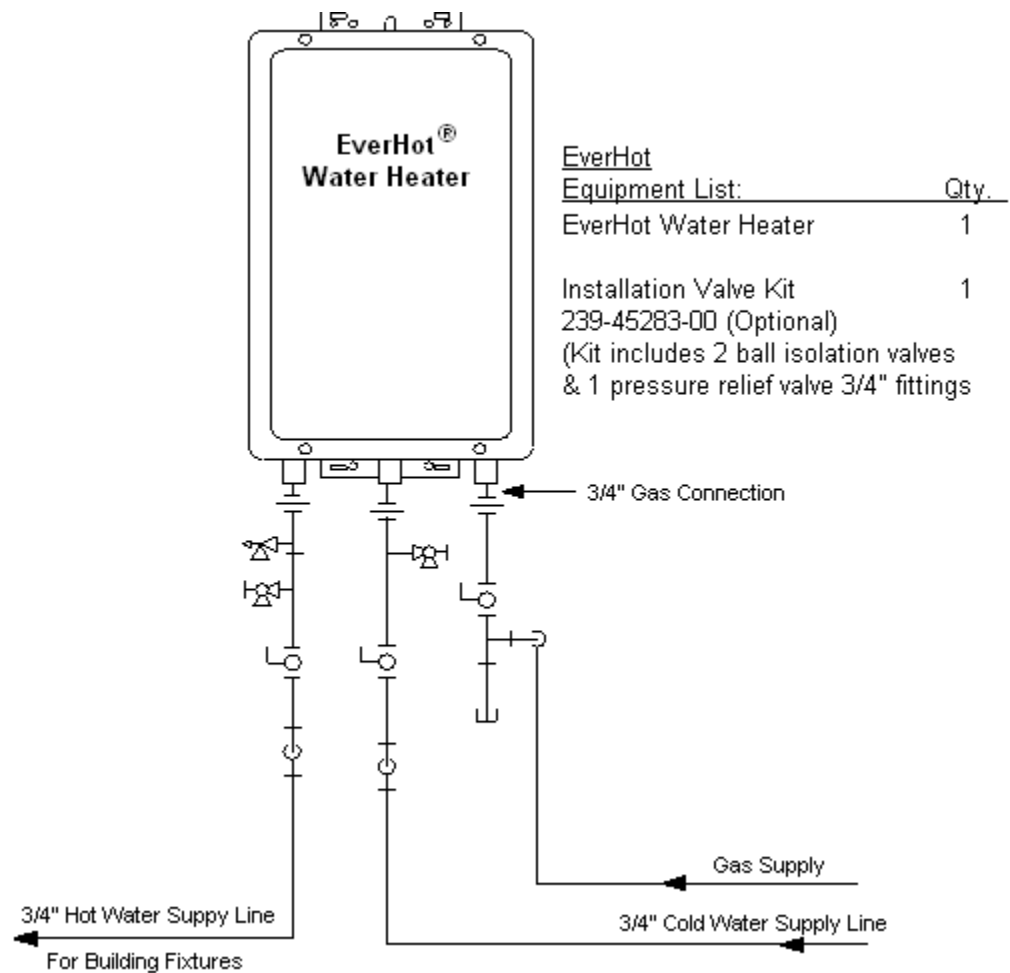 EverHot®
Water Heater
EverHot
Equipment List: Qty.
EverHot Water Heater 1
Installation Valve Kit 1
239-45283-00 (Optional)
(Kit includes 2 ball isolation valves
& 1 pressure relief valve 3/4" fittings
3/4" Gas Connection
Gas Supply
3/4" Hot Water Suppy Line
3/4" Cold Water Supply Line
For Building Fixtures